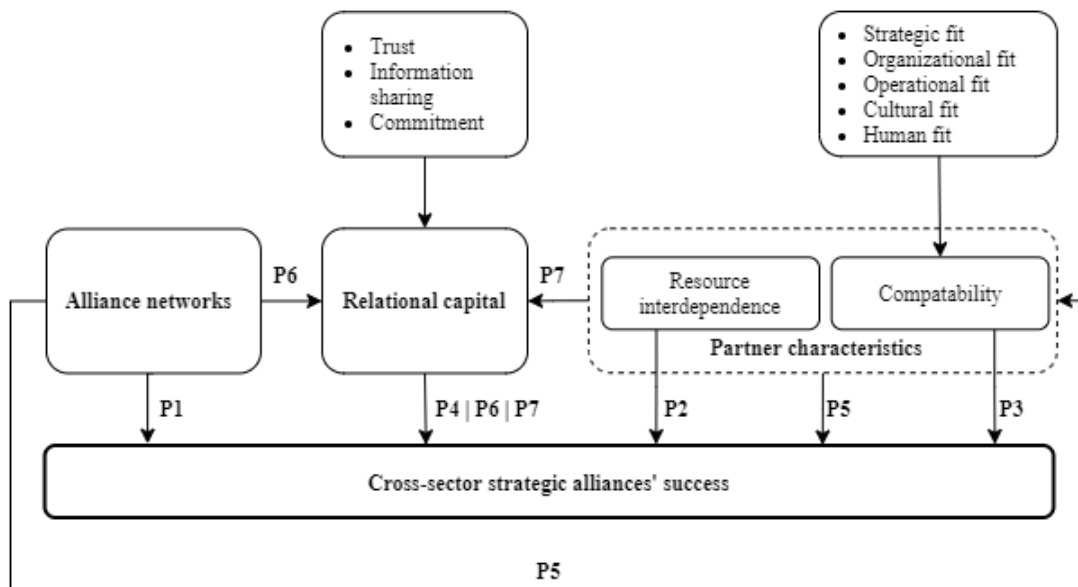 • Trust
• Information
sharing
• Commitment
• Strategic fit
• Organizational fit
• Operational fit
• Cultural fit
• Human fit
Alliance networks
P6
Relational capital
P7
Resource
interdependence
Compatability
Partner characteristics
P1
P4 | P6 | P7
P2
P5
P3
Cross-sector strategic alliances' success
P5